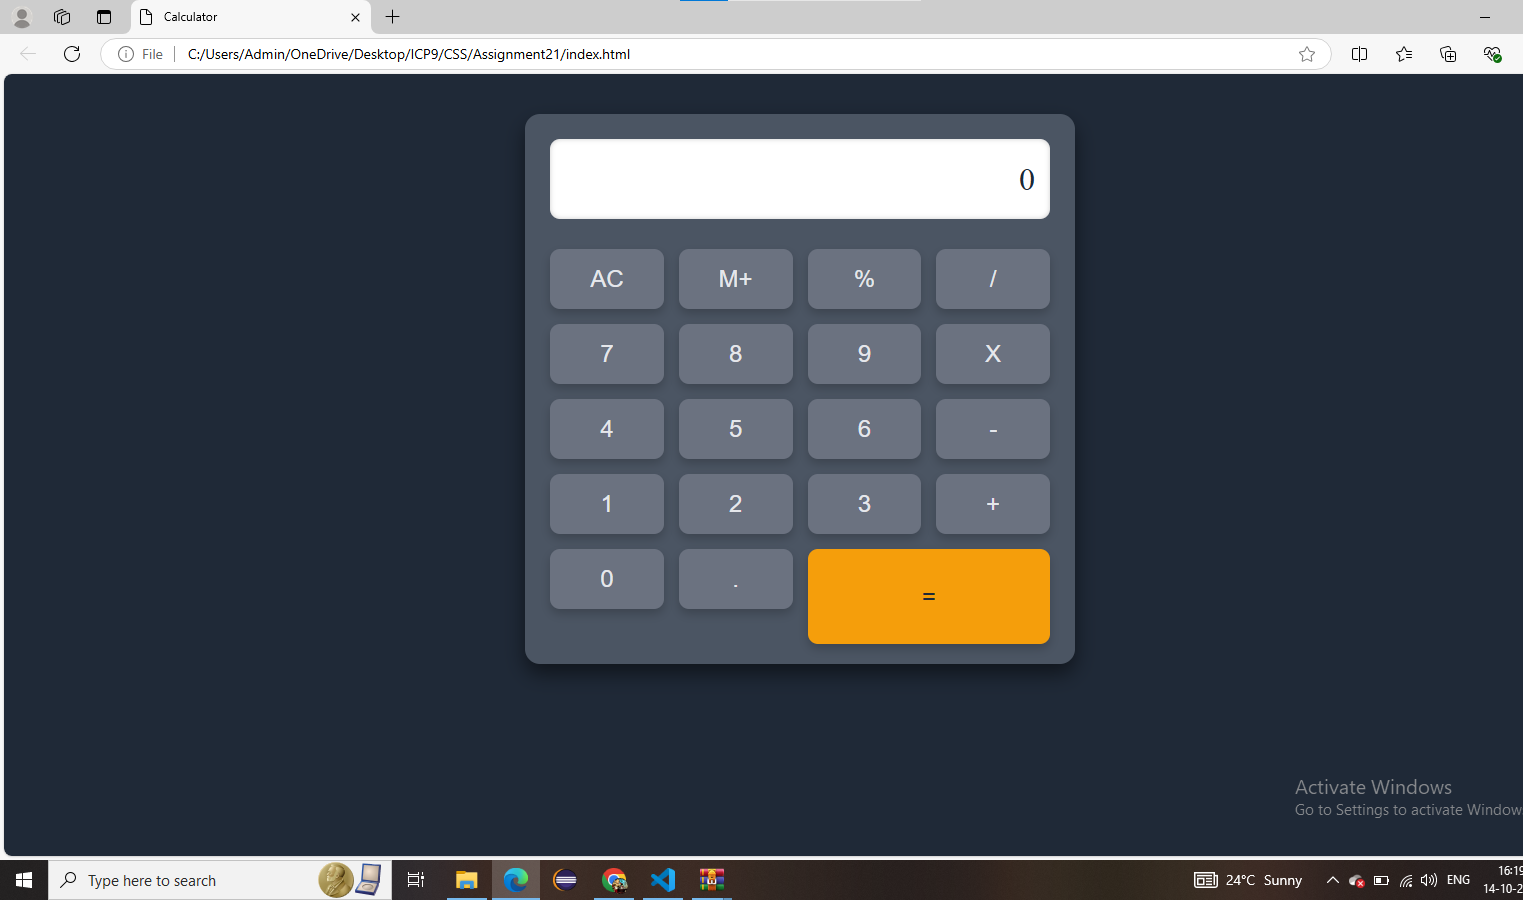 Calculator
File
C:/Users/Admin/OneDrive/Desktop/ICP9/CSS/Assignment21/index.html
0
AC M+ % /
7 8 9 X
4 5 6 -
1 2 3 +
0 . =
Activate Windows
Go to Settings to activate Window
Type here to search
24°C Sunny
ENG
16:19
14-10-2